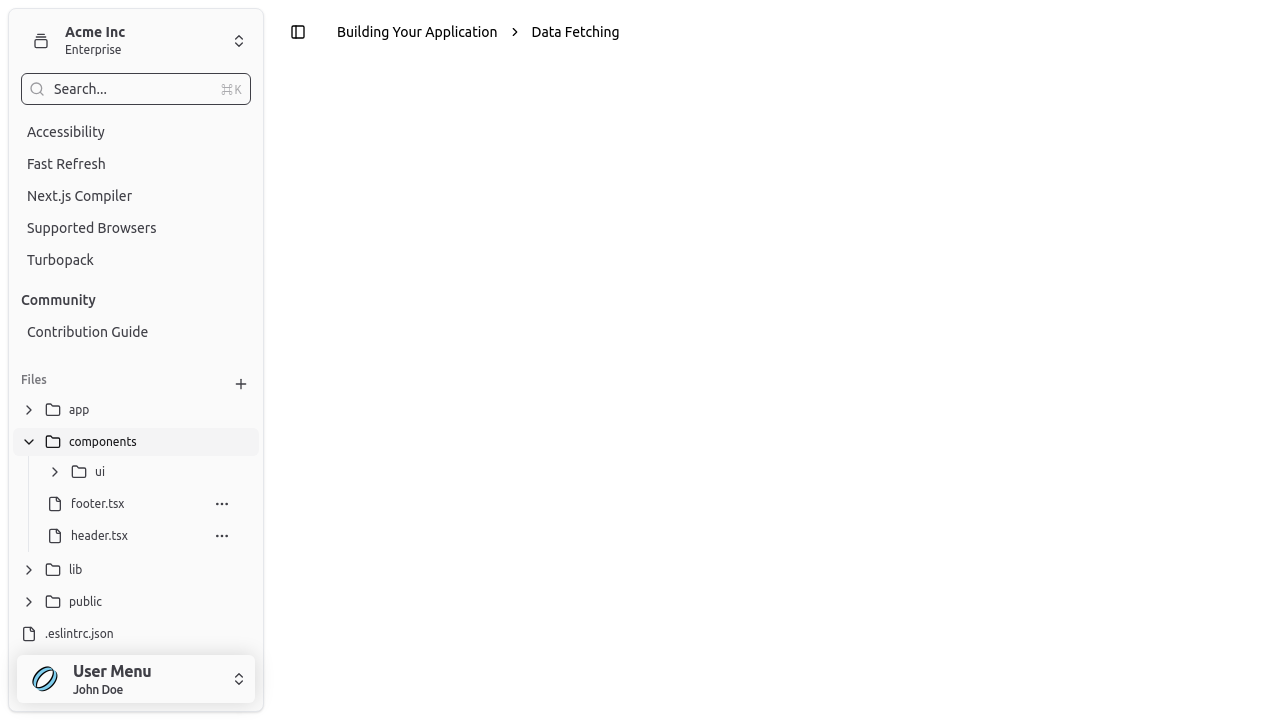 Acme Inc
Enterprise
Search...
⌘K
Accessibility
Fast Refresh
Next.js Compiler
Supported Browsers
Turbopack
Community
Contribution Guide
Files
app
components
ui
footer.tsx
header.tsx
lib
public
.eslintrc.json
User Menu
John Doe
Building Your Application
Data Fetching